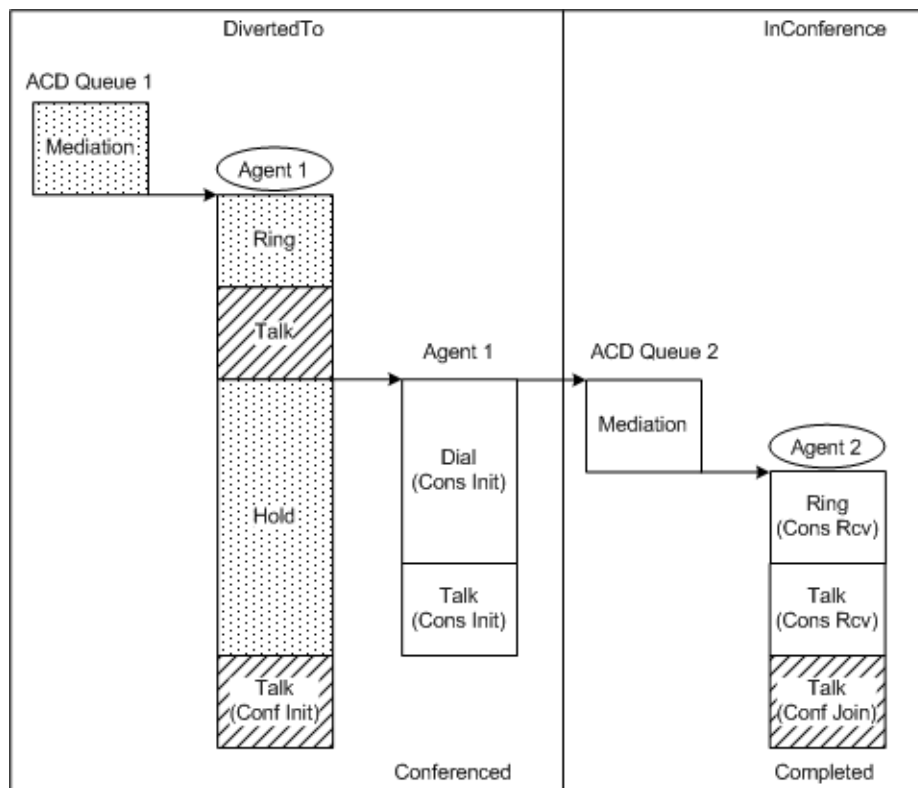 DivertedTo
InConference
ACD Queue 1
Mediation
Agent 1
Ring
Talk
Agent 1
ACD Queue 2
Mediation
Agent 2
Dial
(Cons Init)
Hold
Ring
(Cons Rcv)
Talk
(Cons Init)
Talk
(Cons Rcv)
Talk
(Conf Init)
Talk
(Conf Join)
Conferenced
Completed